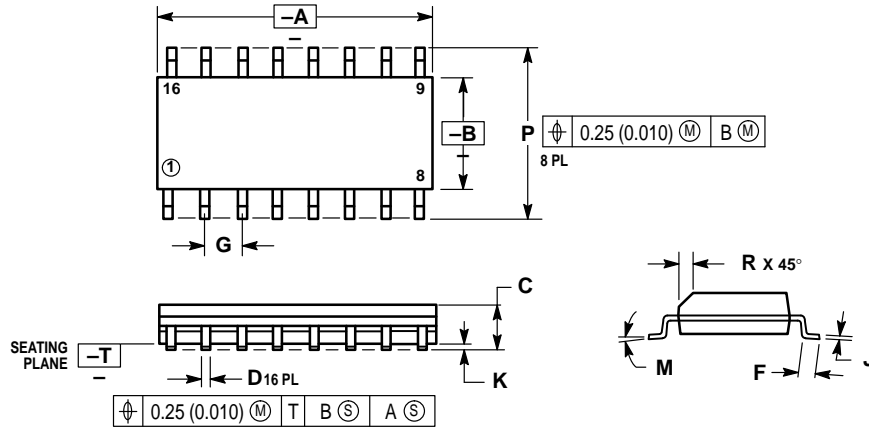 –A
–
16
9
–B
–
P
⌖ 0.25 (0.010) Ⓜ B Ⓜ
8 PL
①
8
G
R X 45°
C
SEATING
PLANE
–T
–
D 16 PL
K
M
F
⌖ 0.25 (0.010) Ⓜ T B Ⓢ A Ⓢ